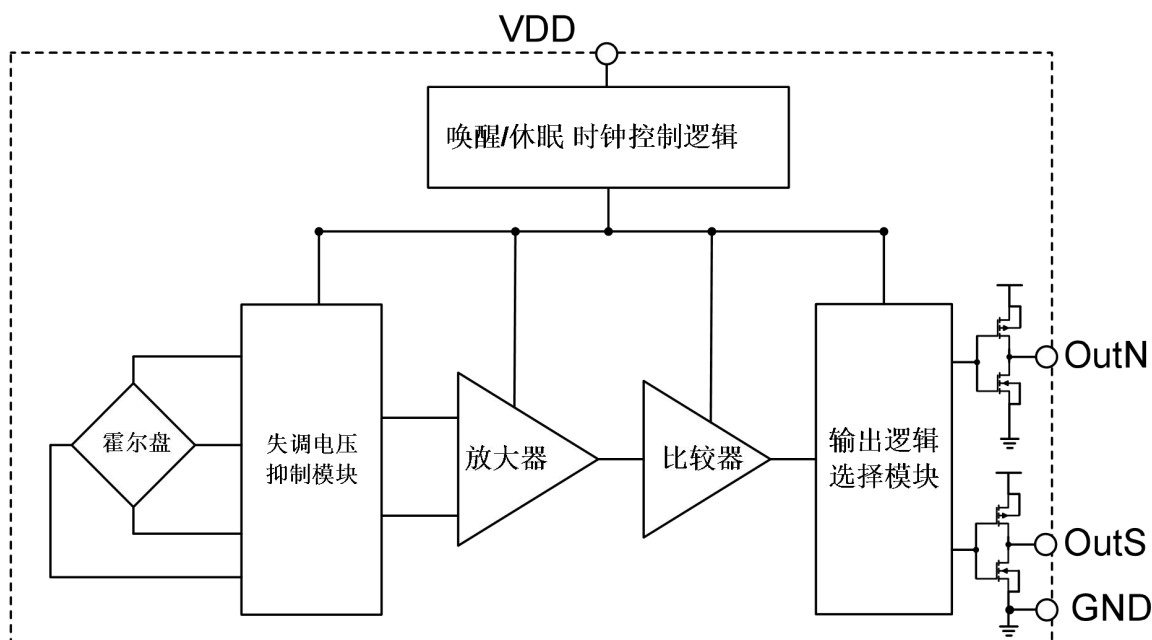 VDD
唤醒/休眠 时钟控制逻辑
霍尔盘
失调电压
抑制模块
放大器
比较器
输出逻辑
选择模块
OutN
OutS
GND